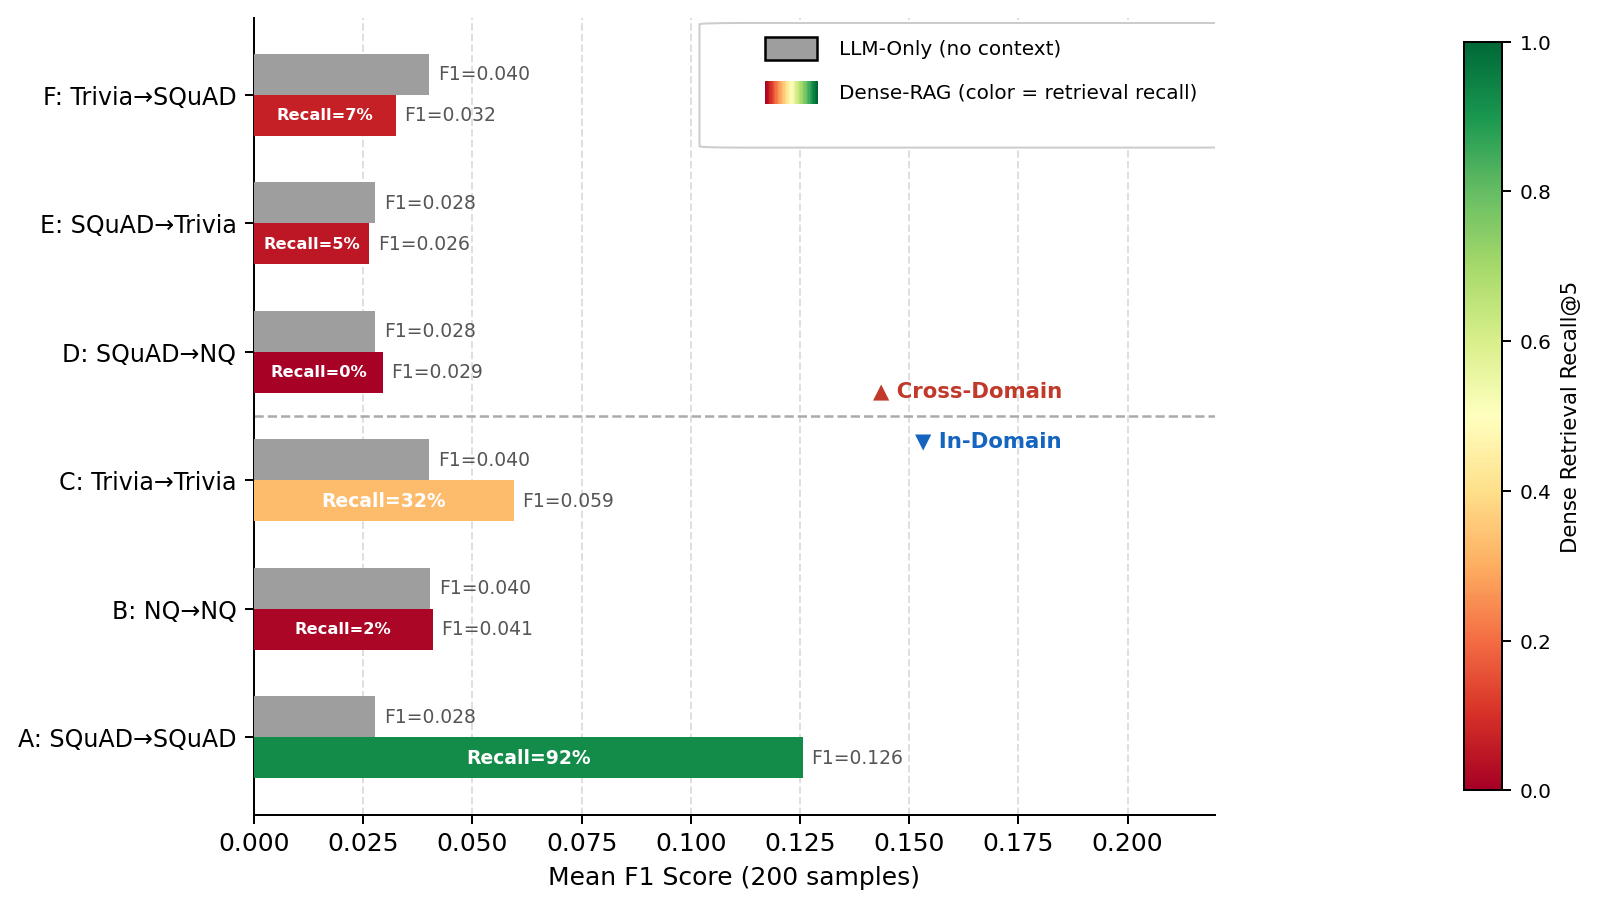 LLM-Only (no context)
Dense-RAG (color = retrieval recall)
F: Trivia→SQuAD
F1=0.040
Recall=7%
F1=0.032
E: SQuAD→Trivia
F1=0.028
Recall=5%
F1=0.026
D: SQuAD→NQ
F1=0.028
Recall=0%
F1=0.029
▲ Cross-Domain
▼ In-Domain
C: Trivia→Trivia
F1=0.040
Recall=32%
F1=0.059
B: NQ→NQ
F1=0.040
Recall=2%
F1=0.041
A: SQuAD→SQuAD
F1=0.028
Recall=92%
F1=0.126
0.000 0.025 0.050 0.075 0.100 0.125 0.150 0.175 0.200
Mean F1 Score (200 samples)
1.0
0.8
0.6
0.4
0.2
0.0
Dense Retrieval Recall@5